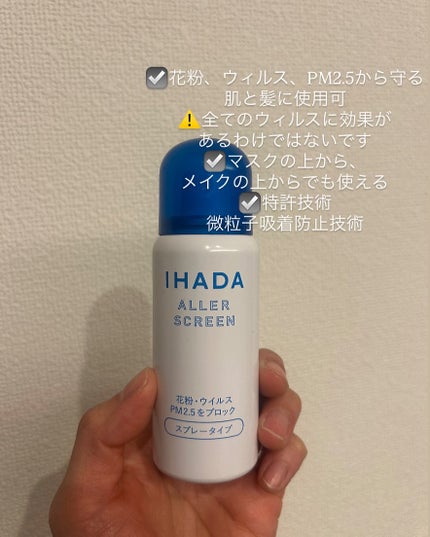 ☑花粉、ウィルス、PM2.5から守る
肌と髪に使用可
⚠️全てのウィルスに効果が
あるわけではないです
☑マスクの上から、
メイクの上からでも使える
☑特許技術
微粒子吸着防止技術
IHADA
ALLER
SCREEN
花粉・ウイルス
PM2.5をブロック
スプレータイプ